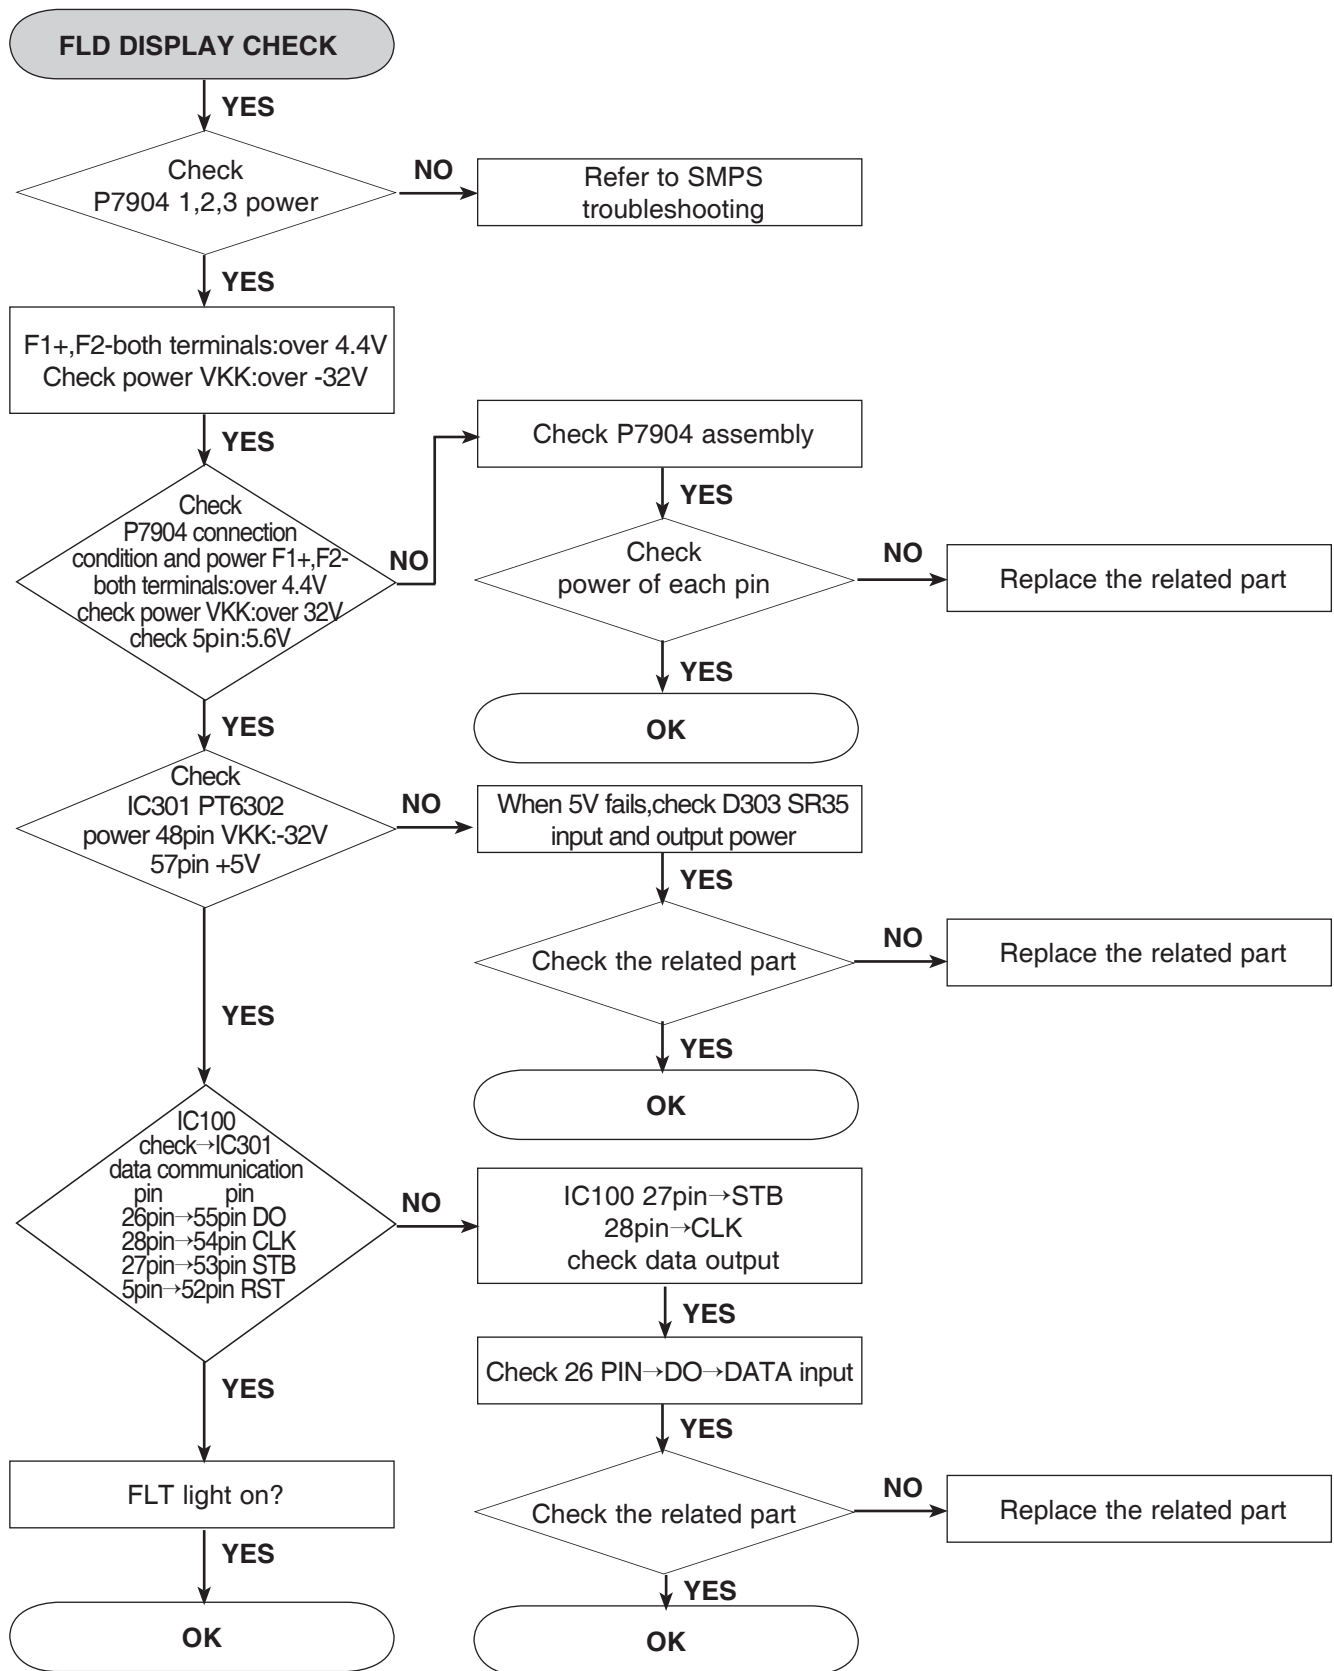 FLD DISPLAY CHECK
YES
Check
P7904 1,2,3 power
NO
Refer to SMPS
troubleshooting
YES
F1+,F2-both terminals:over 4.4V
Check power VKK:over -32V
YES
Check
P7904 connection
condition and power F1+,F2-
both terminals:over 4.4V
check power VKK:over 32V
check 5pin:5.6V
NO
Check P7904 assembly
YES
Check
power of each pin
NO
Replace the related part
YES
OK
YES
Check
IC301 PT6302
power 48pin VKK:-32V
57pin +5V
NO
When 5V fails,check D303 SR35
input and output power
YES
Check the related part
NO
Replace the related part
YES
OK
YES
IC100
check→IC301
data communication
pin pin
26pin→55pin DO
28pin→54pin CLK
27pin→53pin STB
5pin→52pin RST
NO
IC100 27pin→STB
28pin→CLK
check data output
YES
Check 26 PIN→DO→DATA input
YES
Check the related part
NO
Replace the related part
YES
OK
YES
FLT light on?
YES
OK